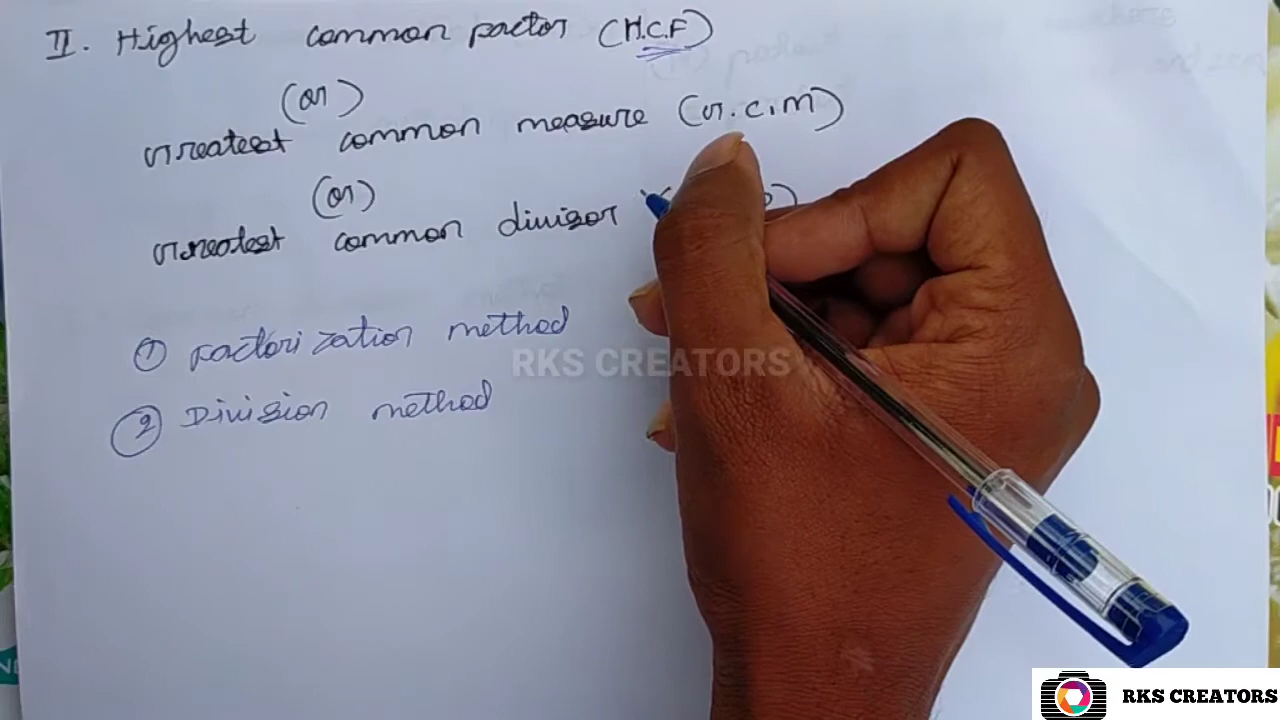 II. Highest common factor (H.C.F)
(or)
Greatest common measure (G.C.M)
(or)
Greatest common divisor
① Factorization method
RKS CREATORS
② Division method
RKS CREATORS